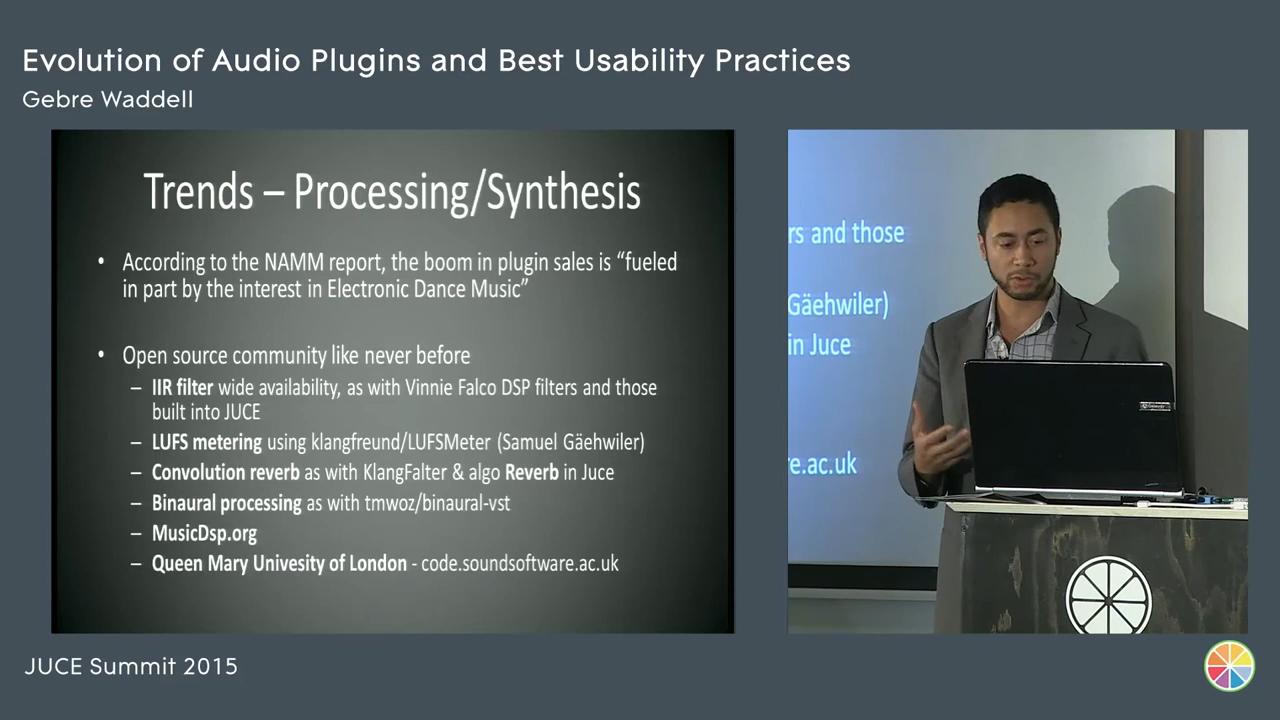 Evolution of Audio Plugins and Best Usability Practices
Gebre Waddell
Trends – Processing/Synthesis
• According to the NAMM report, the boom in plugin sales is “fueled
in part by the interest in Electronic Dance Music”
• Open source community like never before
– IIR filter wide availability, as with Vinnie Falco DSP filters and those
built into JUCE
– LUFS metering using klangfreund/LUFSMeter (Samuel Gäehwiler)
– Convolution reverb as with KlangFalter & algo Reverb in Juce
– Binaural processing as with tmwoz/binaural-vst
– MusicDsp.org
– Queen Mary Univesity of London - code.soundsoftware.ac.uk
rs and those
Gäehwiler)
in Juce
re.ac.uk
JUCE Summit 2015